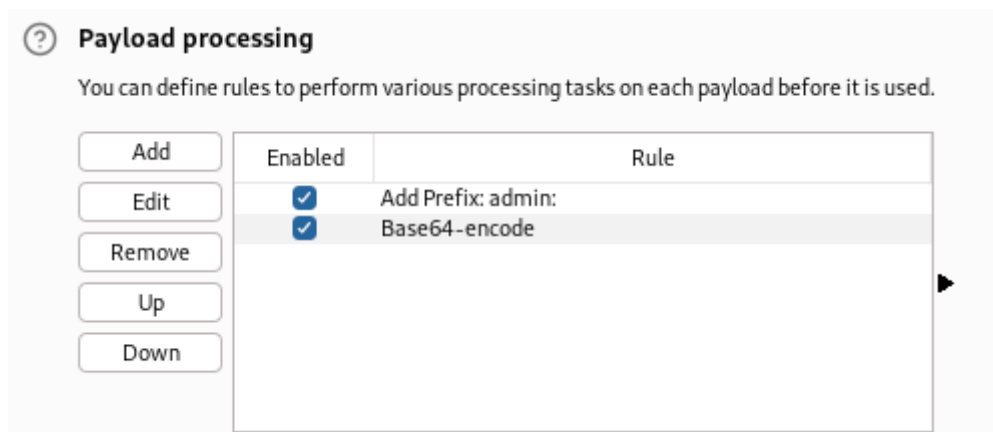 Payload processing
You can define rules to perform various processing tasks on each payload before it is used.
Add
Edit
Remove
Up
Down
Enabled Rule
Add Prefix: admin:
Base64-encode